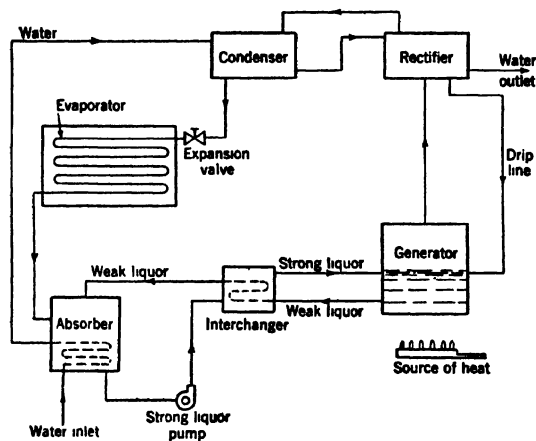 Water
Condenser
Rectifier
Water
outlet
Evaporator
Expansion
valve
Drip
line
Generator
Strong liquor
Weak liquor
Interchanger
Weak liquor
Absorber
Source of heat
Water inlet
Strong liquor
pump